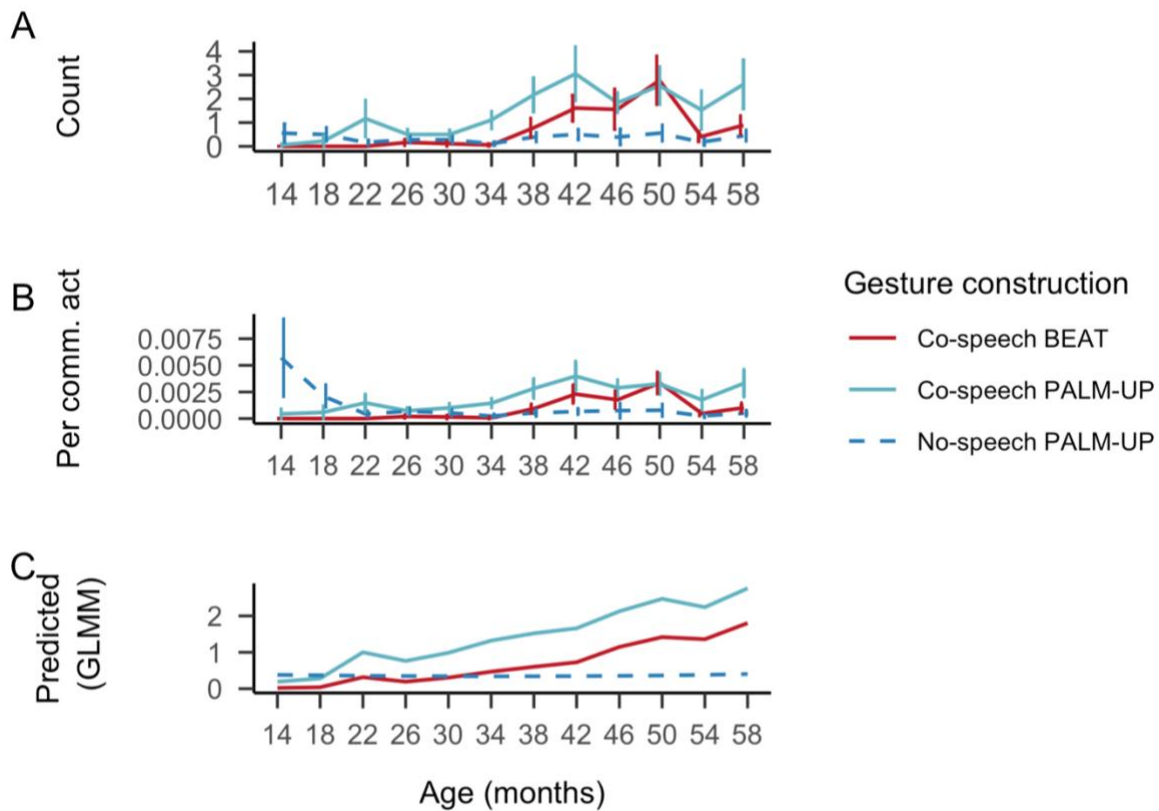 A
Count
4
3
2
1
0
14 18 22 26 30 34 38 42 46 50 54 58
B
Per comm. act
0.0075
0.0050
0.0025
0.0000
14 18 22 26 30 34 38 42 46 50 54 58
Gesture construction
Co-speech BEAT
Co-speech PALM-UP
No-speech PALM-UP
C
Predicted
(GLMM)
2
1
0
14 18 22 26 30 34 38 42 46 50 54 58
Age (months)